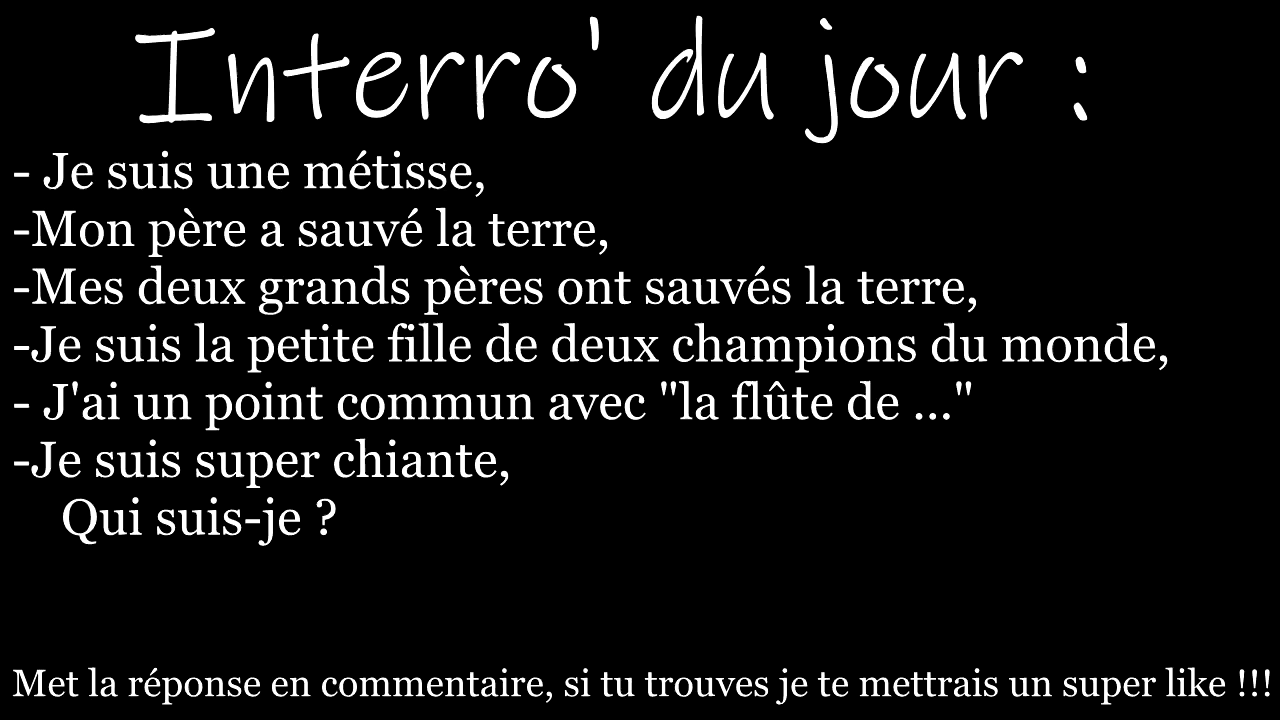 Interro' du jour :
- Je suis une métisse,
-Mon père a sauvé la terre,
-Mes deux grands pères ont sauvés la terre,
-Je suis la petite fille de deux champions du monde,
- J'ai un point commun avec "la flûte de ..."
-Je suis super chiante,
Qui suis-je ?
Met la réponse en commentaire, si tu trouves je te mettrais un super like !!!